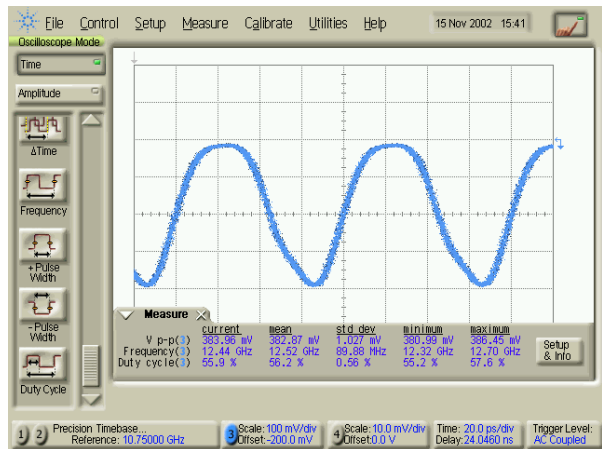 File Control Setup Measure Calibrate Utilities Help 15 Nov 2002 15:41
Oscilloscope Mode
Time
Amplitude
ΔTime
Frequency
+ Pulse
Width
- Pulse
Width
Duty Cycle
Measure
current mean std dev minimum maximum
V p-p(3) 383.96 mV 382.87 mV 1.027 mV 380.99 mV 386.45 mV
Frequency(3) 12.44 GHz 12.52 GHz 89.88 MHz 12.32 GHz 12.70 GHz
Duty cycle(3) 55.9 % 56.2 % 0.56 % 55.2 % 57.6 %
Setup
& Info
1 2 Precision Timebase...
Reference: 10.75000 GHz
3 Scale: 100 mV/div
Offset:-200.0 mV
4 Scale: 10.0 mV/div
Offset:0.0 V
Time: 20.0 ps/div
Delay:24.0460 ns
Trigger Level:
AC Coupled